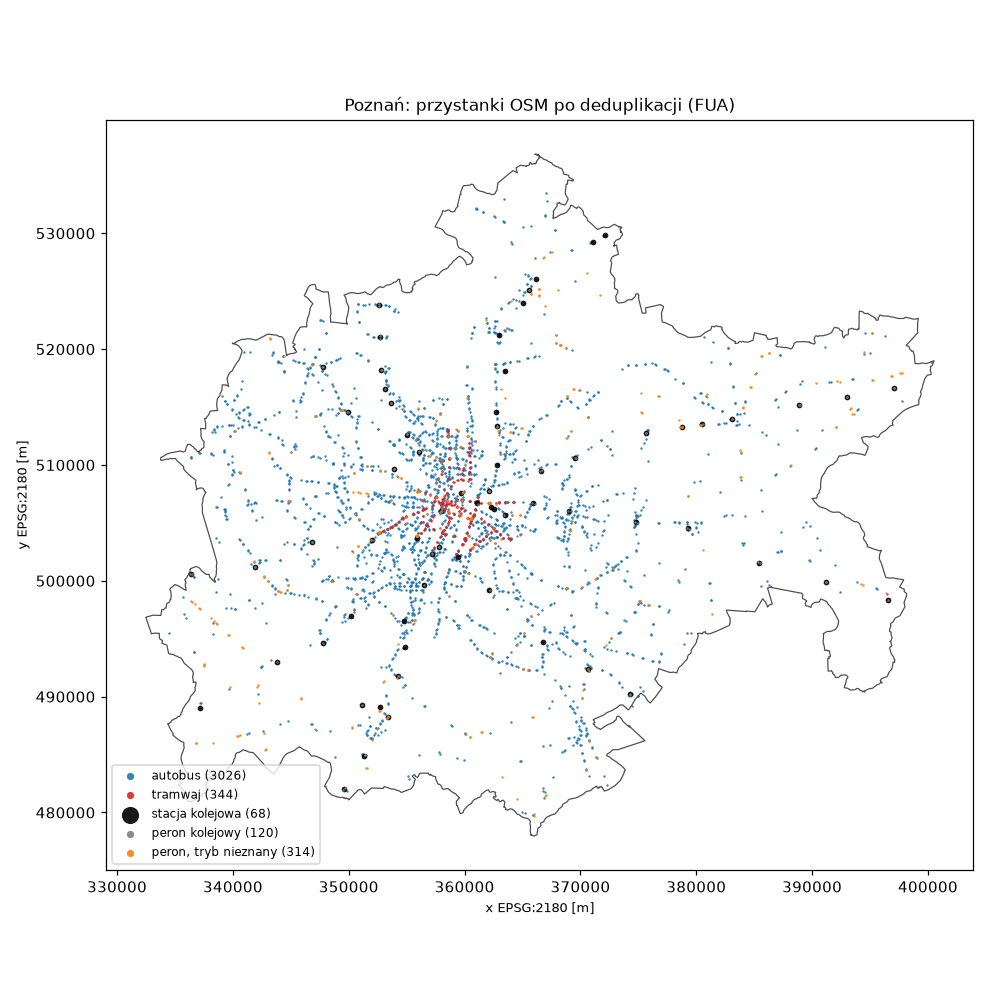 Poznań: przystanki OSM po deduplikacji (FUA)
y EPSG:2180 [m]
530000
520000
510000
500000
490000
480000
autobus (3026)
tramwaj (344)
stacja kolejowa (68)
peron kolejowy (120)
peron, tryb nieznany (314)
330000 340000 350000 360000 370000 380000 390000 400000
x EPSG:2180 [m]